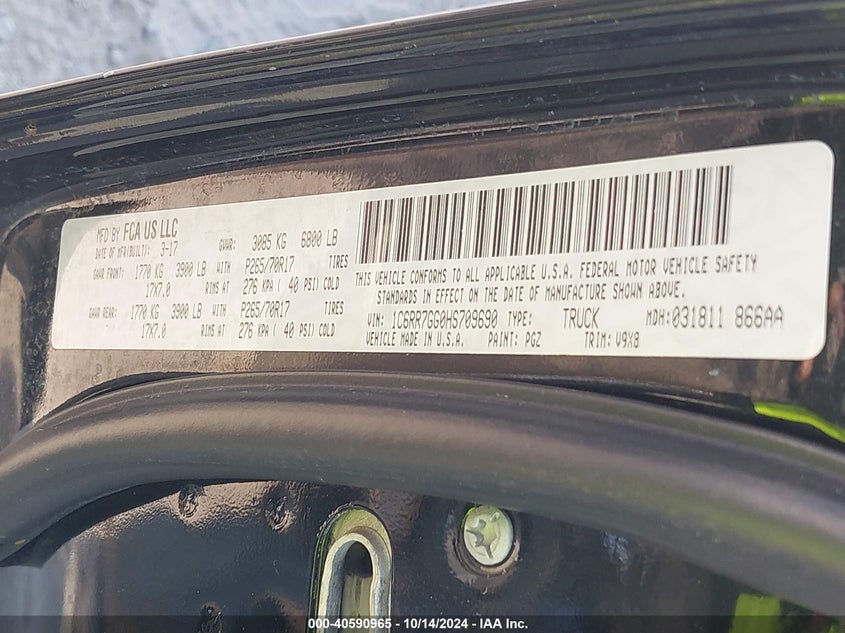 MFD BY FCA US LLC
DATE OF MFR(BUILT): 3-17 GVWR: 3085 KG 6800 LB
GAWR FRONT: 1770 KG 3900 LB WITH P265/70R17 TIRES
17X7.0 RIMS AT 276 KPA ( 40 PSI) COLD
GAWR REAR: 1770 KG 3900 LB WITH P265/70R17 TIRES
17X7.0 RIMS AT 276 KPA ( 40 PSI) COLD
THIS VEHICLE CONFORMS TO ALL APPLICABLE U.S.A. FEDERAL MOTOR VEHICLE SAFETY
STANDARDS IN EFFECT ON THE DATE OF MANUFACTURE SHOWN ABOVE.
VIN: 1C6RR7GG0HS709690 TYPE: TRUCK MDH:031811 866AA
VEHICLE MADE IN U.S.A. PAINT: PGZ TRIM: V9X8
000-40590965 • 10/14/2024 - IAA Inc.